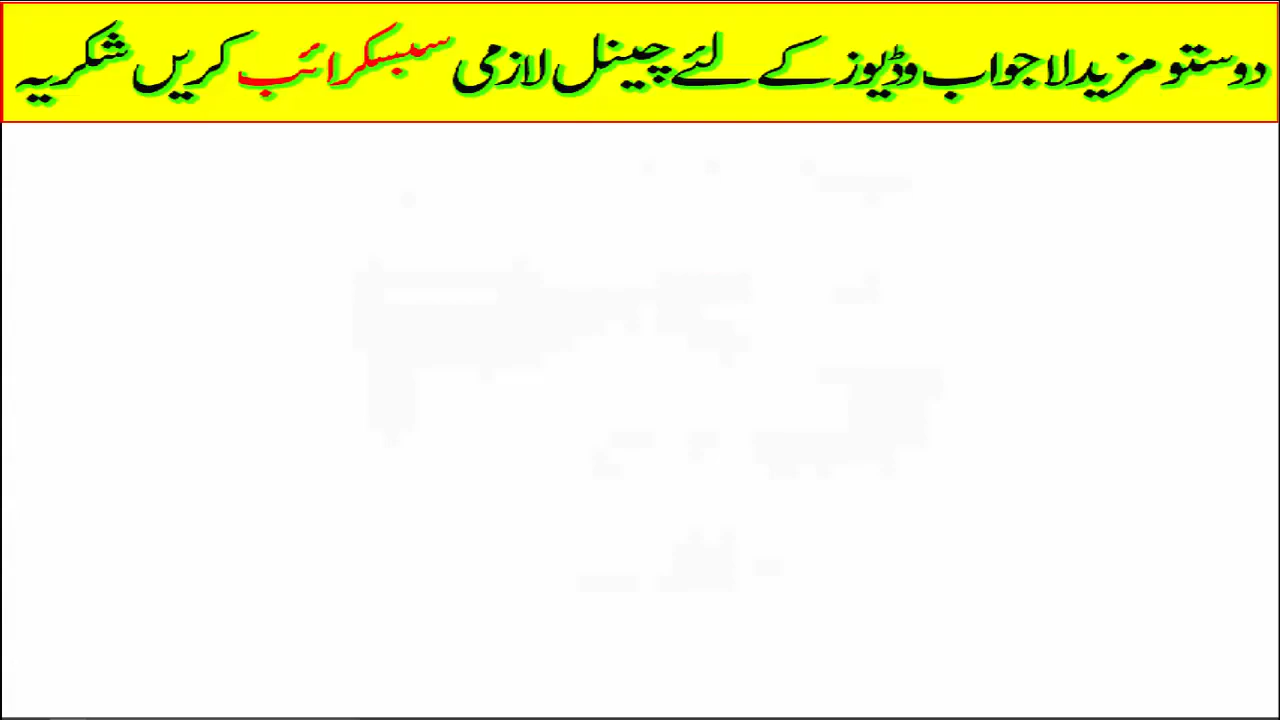 دوستو مزید لاجواب وڈیوز کے لئے چینل لازمی سبسکرائب کریں شکریہ